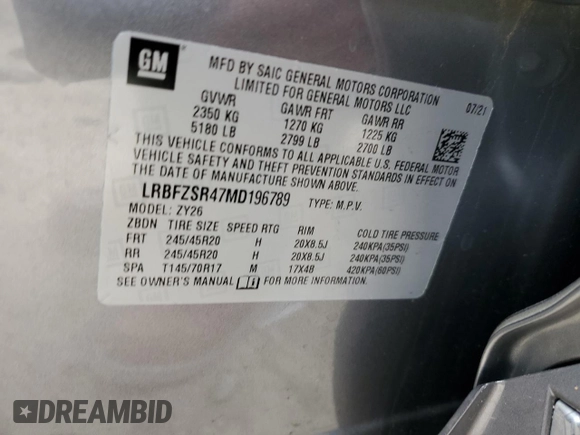 GM
MFD BY SAIC GENERAL MOTORS CORPORATION
LIMITED FOR GENERAL MOTORS LLC
07/21
GVWR GAWR FRT GAWR RR
2350 KG 1270 KG 1225 KG
5180 LB 2799 LB 2700 LB
THIS VEHICLE CONFORMS TO ALL APPLICABLE U.S. FEDERAL MOTOR
VEHICLE SAFETY AND THEFT PREVENTION STANDARDS IN EFFECT ON
THE DATE OF MANUFACTURE SHOWN ABOVE.
LRBFZSR47MD196789 TYPE: M.P.V.
MODEL: ZY26
ZBDN TIRE SIZE SPEED RTG RIM COLD TIRE PRESSURE
FRT 245/45R20 H 20X8.5J 240KPA(35PSI)
RR 245/45R20 H 20X8.5J 240KPA(35PSI)
SPA T145/70R17 M 17X4B 420KPA(60PSI)
SEE OWNER'S MANUAL FOR MORE INFORMATION.
DREAMBID